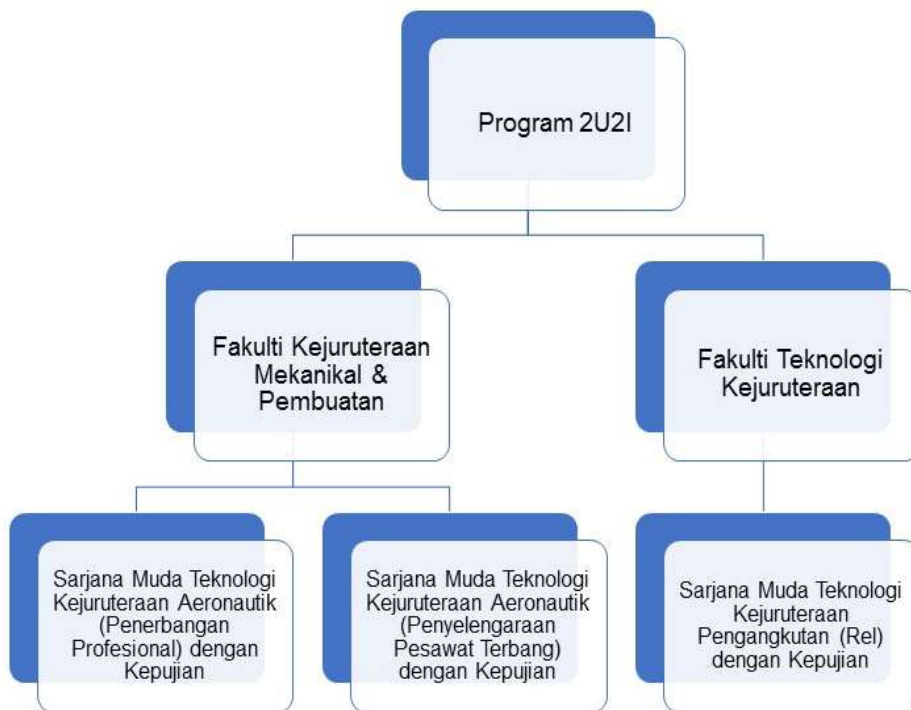 Program 2U2I
Fakulti Kejuruteraan
Mekanikal &
Pembuatan
Fakulti Teknologi
Kejuruteraan
Sarjana Muda Teknologi
Kejuruteraan Aeronautik
(Penerbangan
Profesional) dengan
Kepujian
Sarjana Muda Teknologi
Kejuruteraan Aeronautik
(Penyelengaraan
Pesawat Terbang)
dengan Kepujian
Sarjana Muda Teknologi
Kejuruteraan
Pengangkutan (Rel)
dengan Kepujian